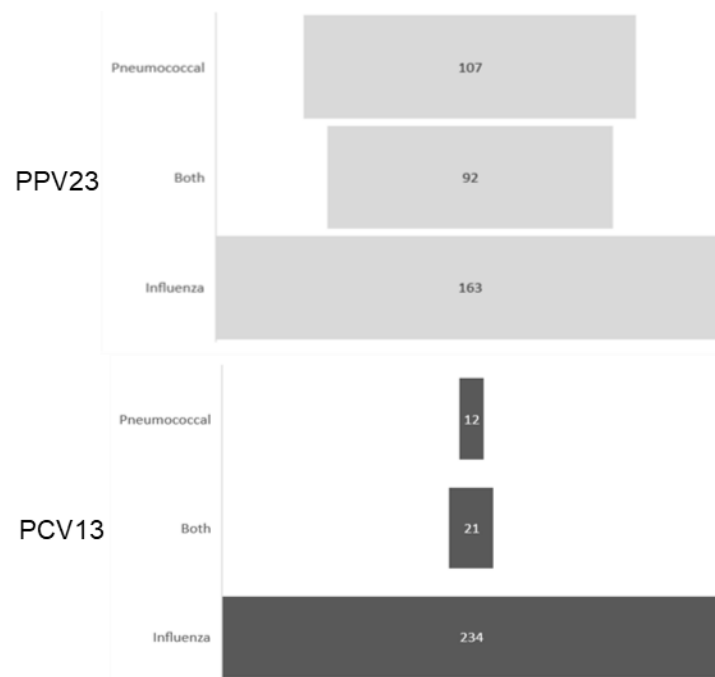 Pneumococcal 107
PPV23
Both 92
Influenza 163
Pneumococcal 12
PCV13
Both 21
Influenza 234